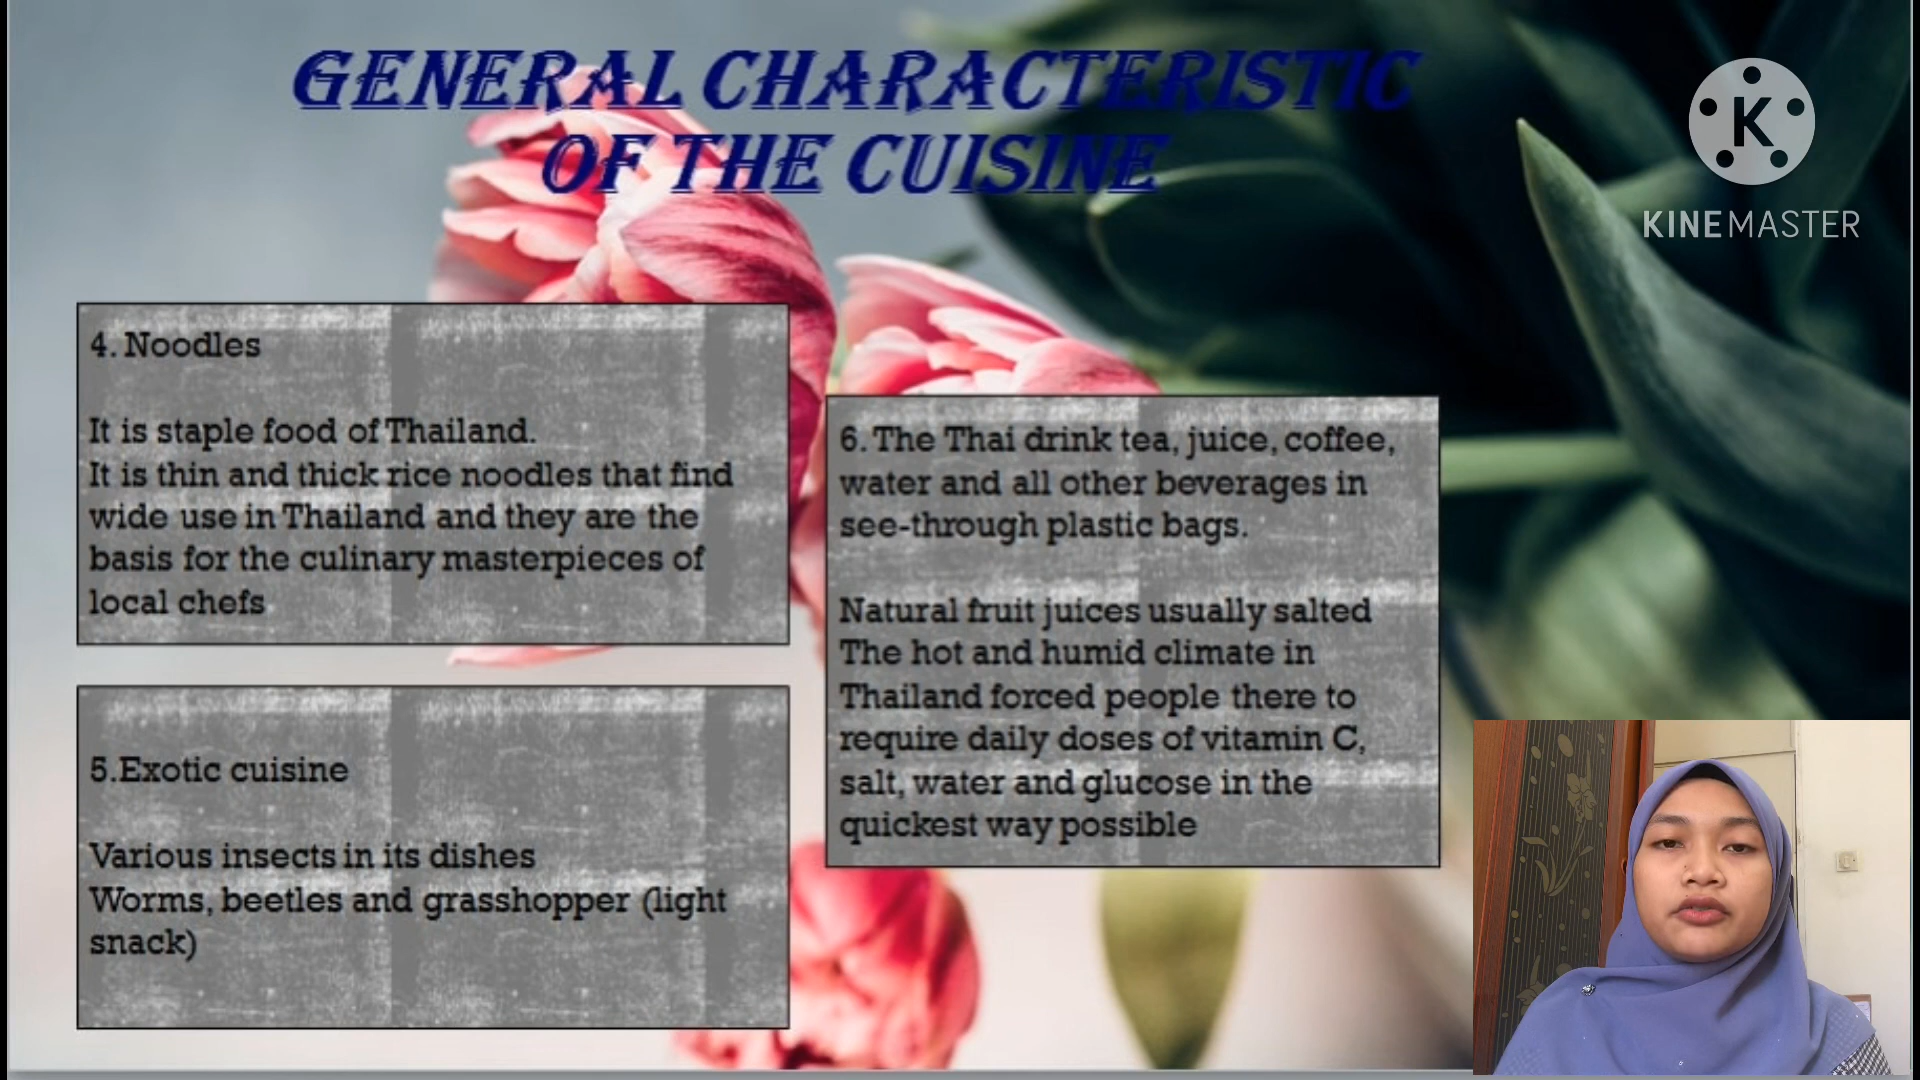 GENERAL CHARACTERISTIC
OF THE CUISINE
K
KINEMASTER
4. Noodles
It is staple food of Thailand.
It is thin and thick rice noodles that find
wide use in Thailand and they are the
basis for the culinary masterpieces of
local chefs
5.Exotic cuisine
Various insects in its dishes
Worms, beetles and grasshopper (light
snack)
6. The Thai drink tea, juice, coffee,
water and all other beverages in
see-through plastic bags.
Natural fruit juices usually salted
The hot and humid climate in
Thailand forced people there to
require daily doses of vitamin C,
salt, water and glucose in the
quickest way possible